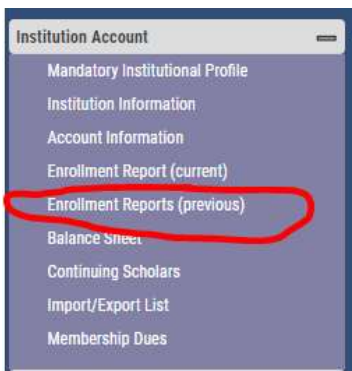 Institution Account
Mandatory Institutional Profile
Institution Information
Account Information
Enrollment Report (current)
Enrollment Reports (previous)
Balance Sheet
Continuing Scholars
Import/Export List
Membership Dues